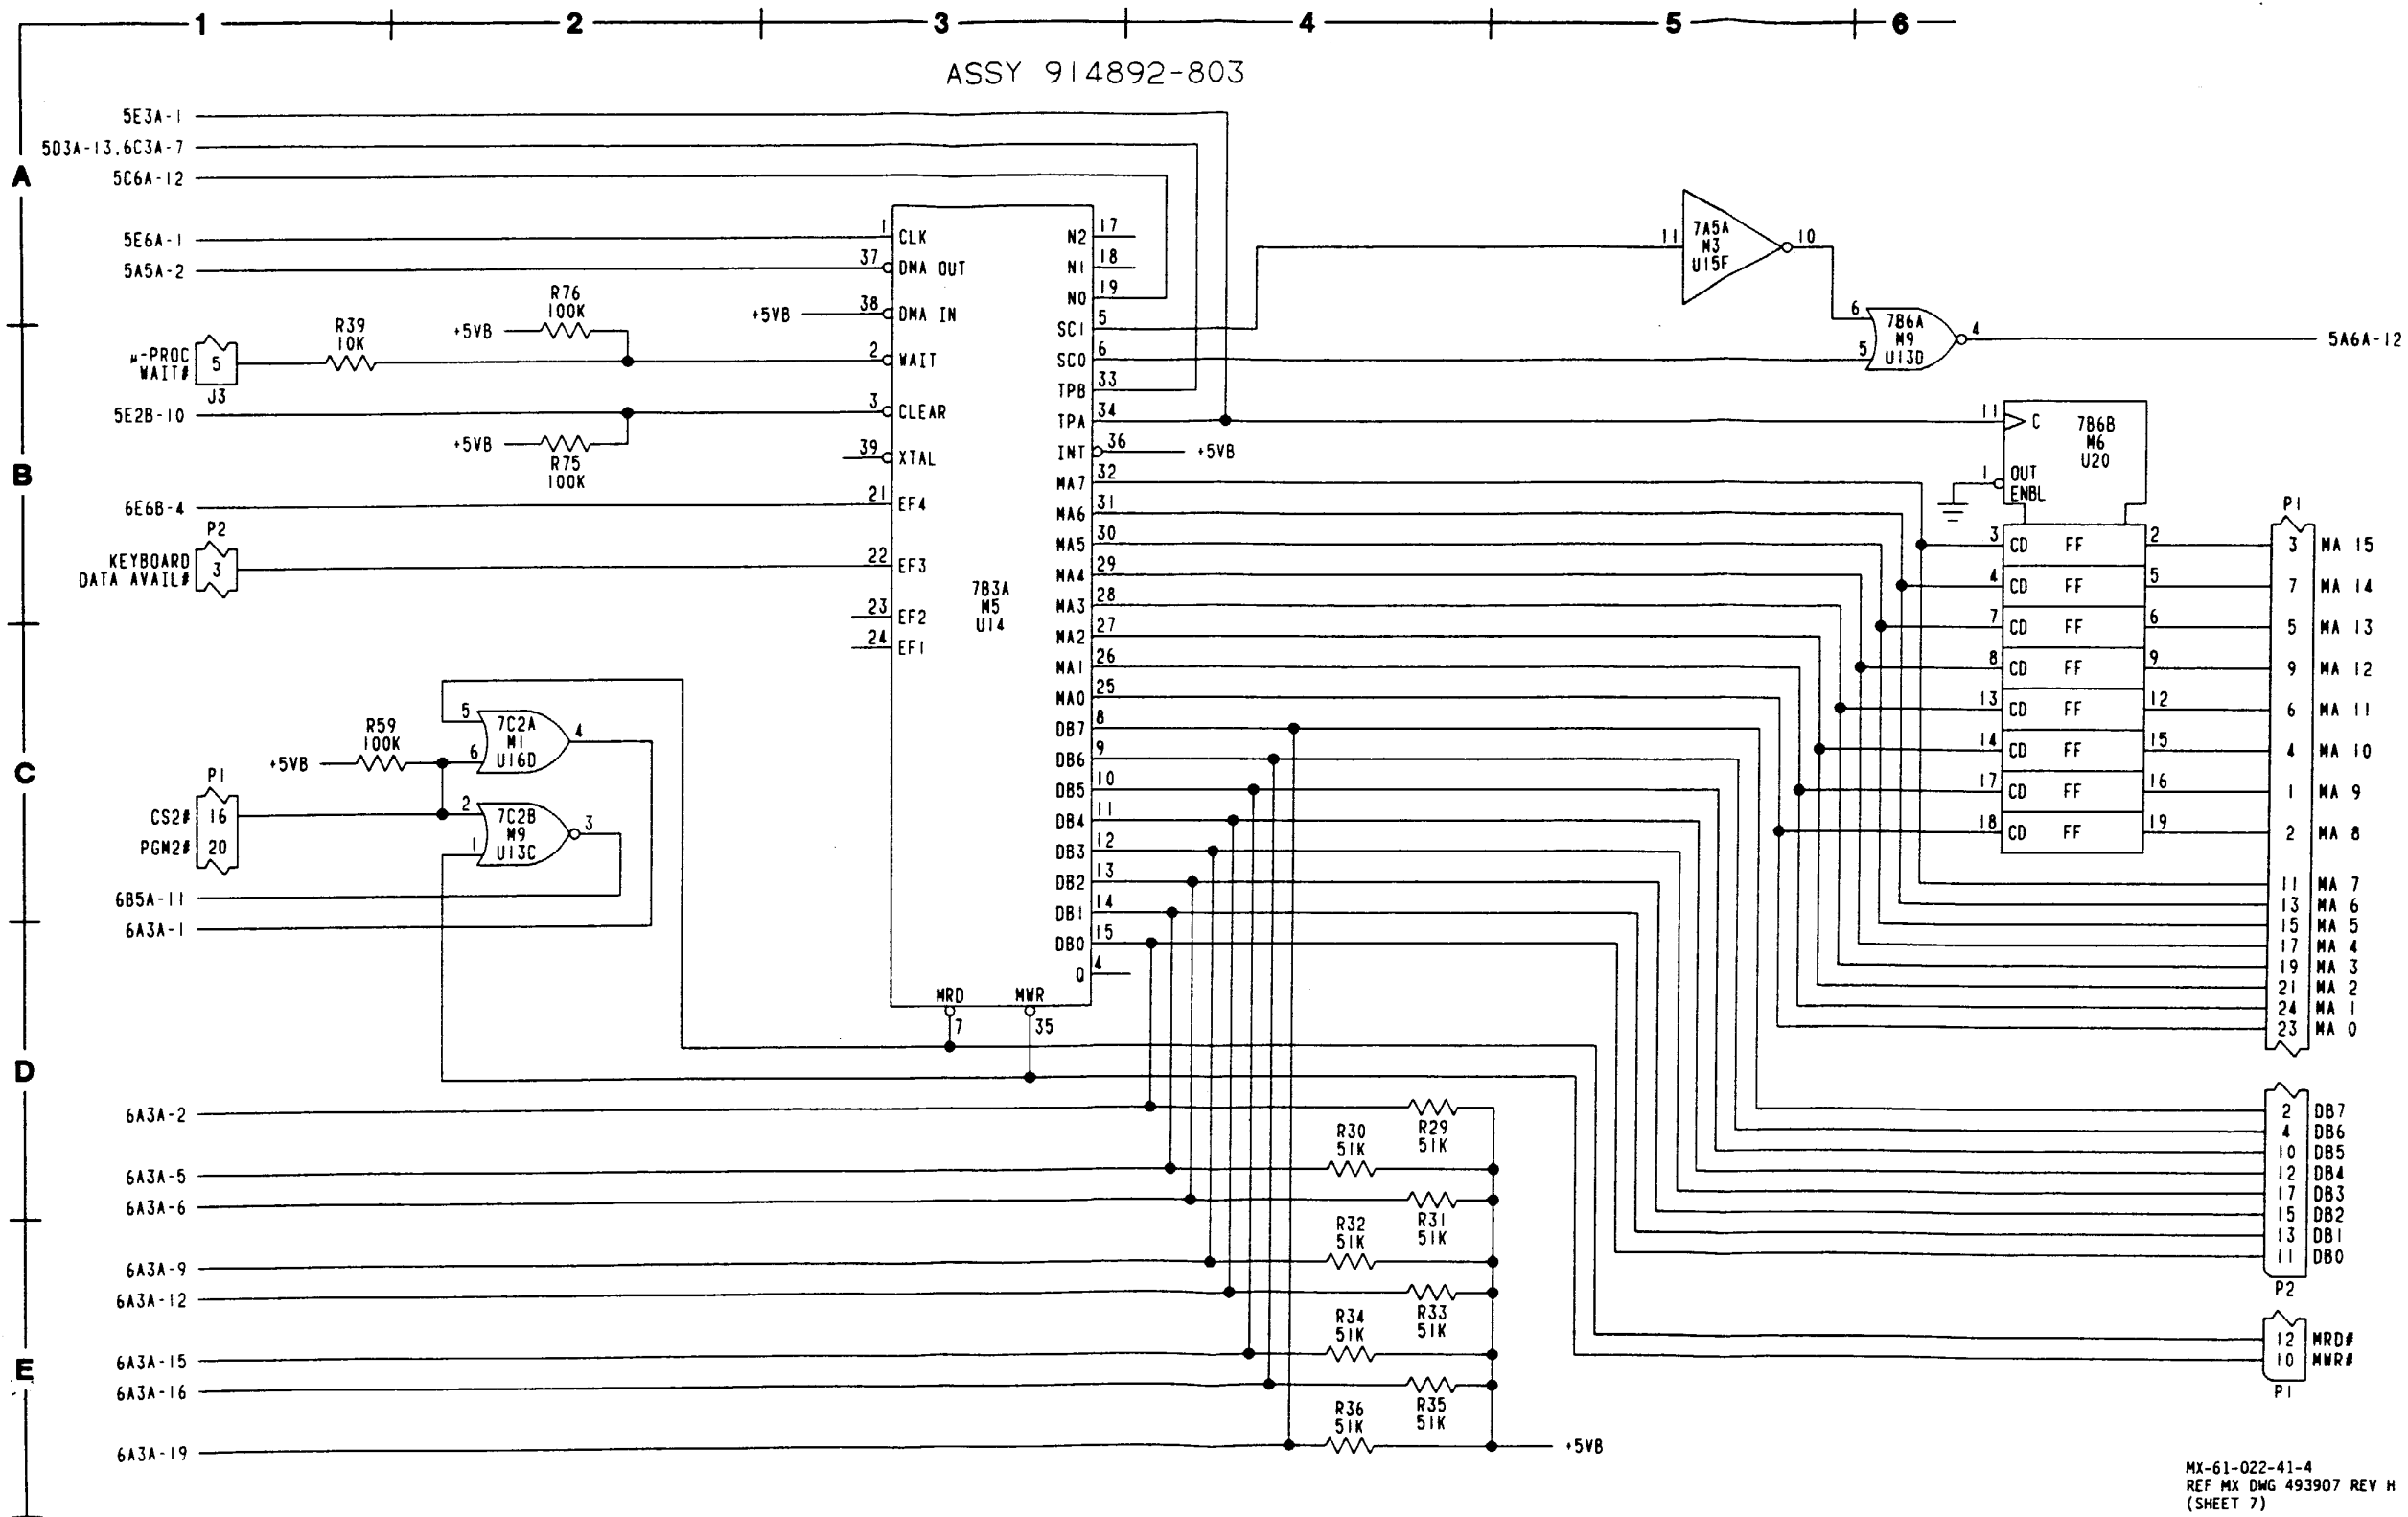 1 2 3 4 5 6
ASSY 914892-803
A
B
C
D
E
5E3A-1
5D3A-13,6C3A-7
5C6A-12
5E6A-1
5A5A-2
R76
100K
+5VB
R39
10K
+5VB
µ-PROC
WAIT#
5
J3
5E2B-10
+5VB
R75
100K
6E6B-4
P2
KEYBOARD
DATA AVAIL#
3
1 CLK
37 DMA OUT
38 DMA IN
2 WAIT
3 CLEAR
39 XTAL
21 EF4
22 EF3
23 EF2
24 EF1
7B3A
M5
U14
N2 17
N1 18
N0 19
SC1 5
SC0 6
TPB 33
TPA 34
INT 36 +5VB
MA7 32
MA6 31
MA5 30
MA4 29
MA3 28
MA2 27
MA1 26
MA0 25
DB7 8
DB6 9
DB5 10
DB4 11
DB3 12
DB2 13
DB1 14
DB0 15
Q 4
MRD MWR
7 35
11 7A5A 10
M3
U15F
6 7B6A 4
M9
5 U13D
5A6A-12
11 C 7B6B
M6
U20
1 OUT
ENBL
P1
3 CD FF 2 3 MA 15
4 CD FF 5 7 MA 14
7 CD FF 6 5 MA 13
8 CD FF 9 9 MA 12
13 CD FF 12 6 MA 11
14 CD FF 15 4 MA 10
17 CD FF 16 1 MA 9
18 CD FF 19 2 MA 8
11 MA 7
13 MA 6
15 MA 5
17 MA 4
19 MA 3
21 MA 2
24 MA 1
23 MA 0
R59
100K
+5VB
5 7C2A 4
M1
6 U16D
P1
CS2# 16
PGM2# 20
2 7C2B 3
M9
1 U13C
6B5A-11
6A3A-1
6A3A-2
6A3A-5
6A3A-6
6A3A-9
6A3A-12
6A3A-15
6A3A-16
6A3A-19
R29
51K
R30
51K
R31
51K
R32
51K
R33
51K
R34
51K
R35
51K
R36
51K
+5VB
2 DB7
4 DB6
10 DB5
12 DB4
17 DB3
15 DB2
13 DB1
11 DB0
P2
12 MRD#
10 MWR#
P1
MX-61-022-41-4
REF MX DWG 493907 REV H
(SHEET 7)